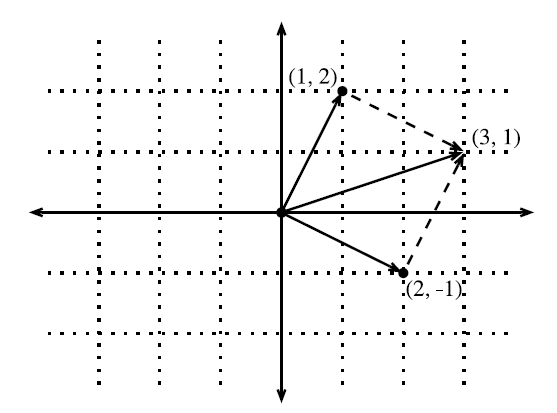 (1, 2)
(3, 1)
(2, -1)